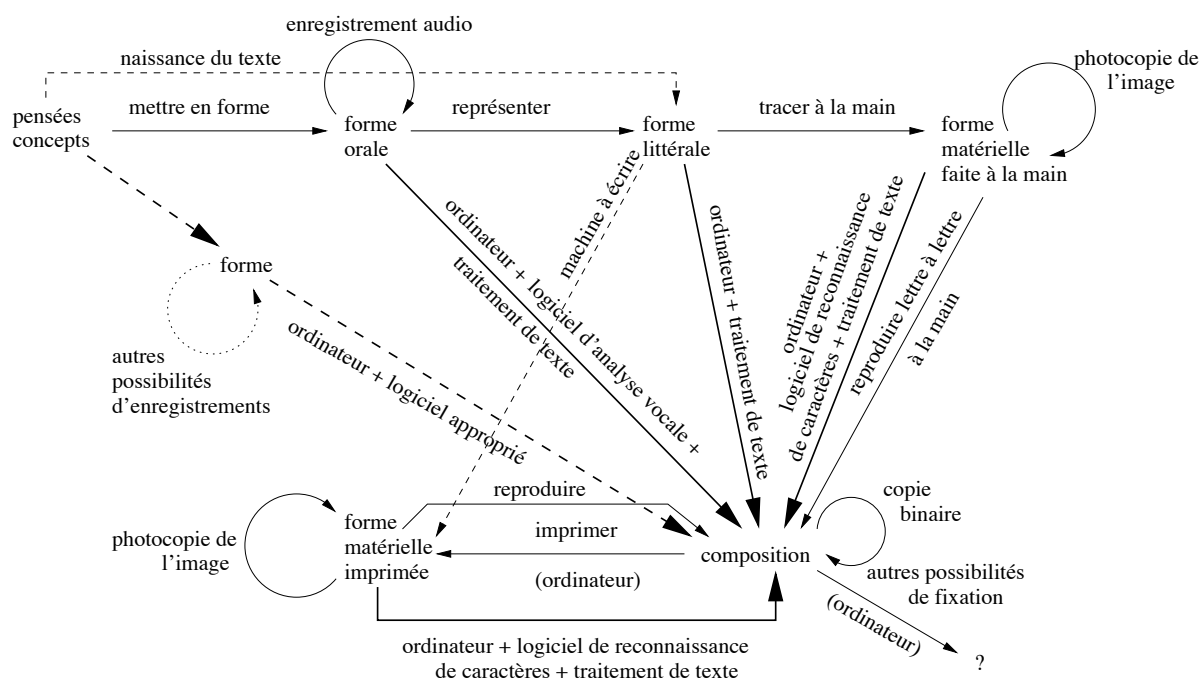 enregistrement audio
naissance du texte
photocopie de
l’image
mettre en forme
représenter
tracer à la main
pensées
concepts
forme
orale
forme
littérale
forme
matérielle
faite à la main
machine à écrire
ordinateur + logiciel d’analyse vocale +
traitement de texte
ordinateur + traitement de texte
ordinateur +
logiciel de reconnaissance
de caractères + traitement de texte
reproduire lettre à lettre
à la main
forme
autres
possibilités
d’enregistrements
ordinateur + logiciel approprié
reproduire
copie
binaire
photocopie de
l’image
forme
matérielle
imprimée
imprimer
(ordinateur)
composition
autres possibilités
de fixation
(ordinateur)
?
ordinateur + logiciel de reconnaissance
de caractères + traitement de texte